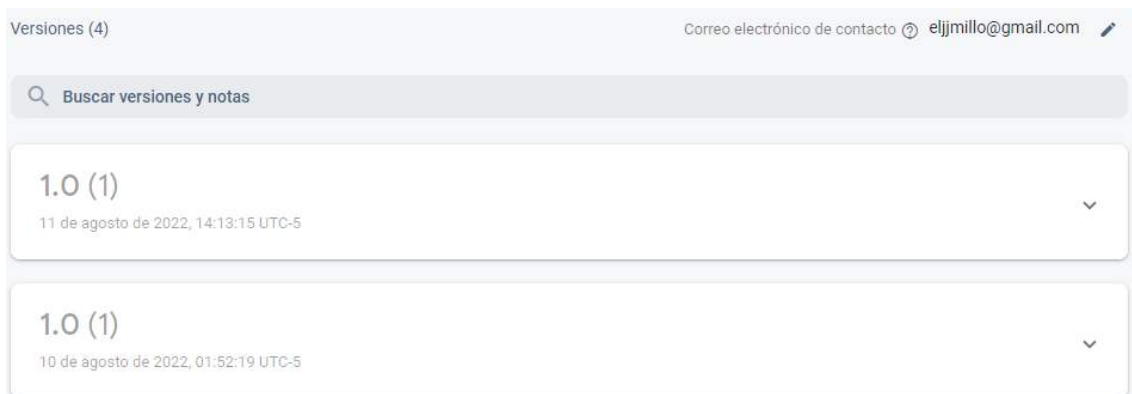 Versiones (4)
Correo electrónico de contacto eljjmillo@gmail.com
Buscar versiones y notas
1.0 (1)
11 de agosto de 2022, 14:13:15 UTC-5
1.0 (1)
10 de agosto de 2022, 01:52:19 UTC-5